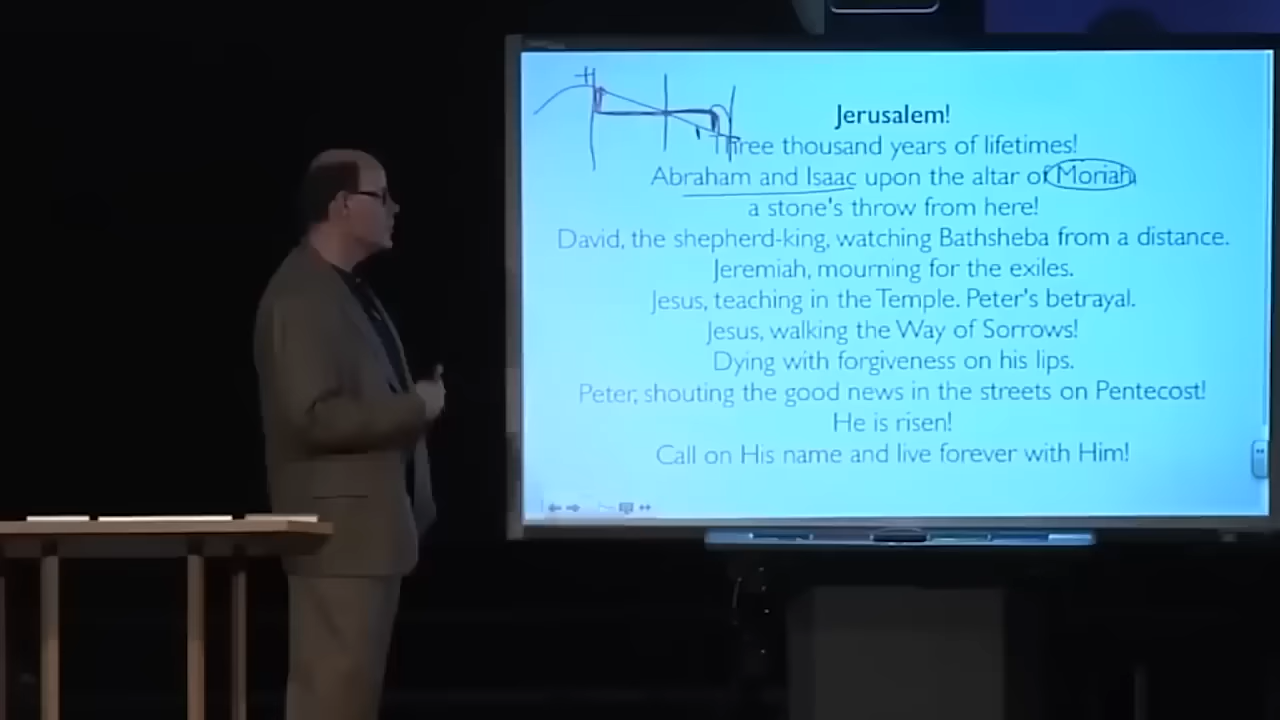 Jerusalem!
Three thousand years of lifetimes!
Abraham and Isaac upon the altar of Moriah,
a stone's throw from here!
David, the shepherd-king, watching Bathsheba from a distance.
Jeremiah, mourning for the exiles.
Jesus, teaching in the Temple. Peter's betrayal.
Jesus, walking the Way of Sorrows!
Dying with forgiveness on his lips.
Peter, shouting the good news in the streets on Pentecost!
He is risen!
Call on His name and live forever with Him!